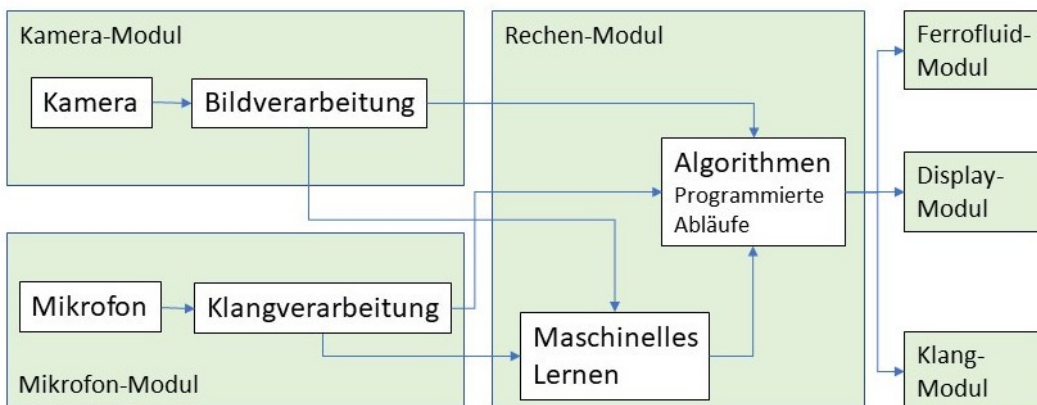 Kamera-Modul
Kamera
Bildverarbeitung
Mikrofon
Klangverarbeitung
Mikrofon-Modul
Rechen-Modul
Algorithmen
Programmierte
Abläufe
Maschinelles
Lernen
Ferrofluid-
Modul
Display-
Modul
Klang-
Modul